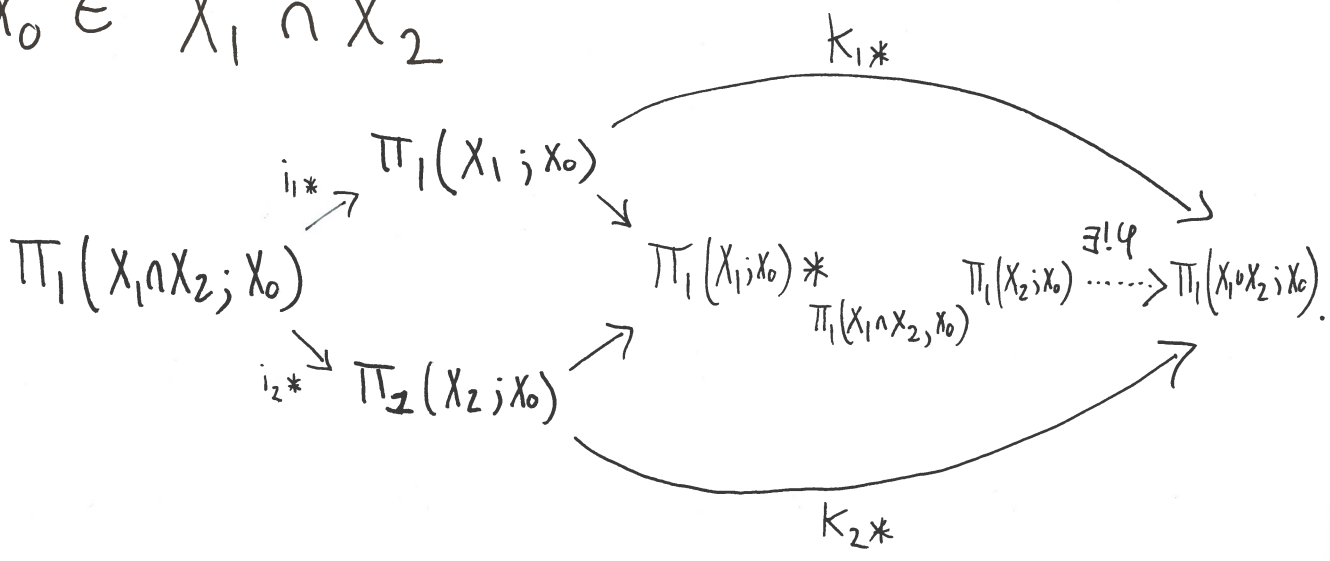 x₀ ∈ X₁ ∩ X₂
k₁*
π₁(X₁;x₀)
i₁*
∃!φ
π₁(X₁∩X₂;x₀)
π₁(X₁;x₀) * π₁(X₁∩X₂,x₀) π₁(X₂;x₀) π₁(X₁∪X₂;x₀).
i₂*
π₁(X₂;x₀)
k₂*